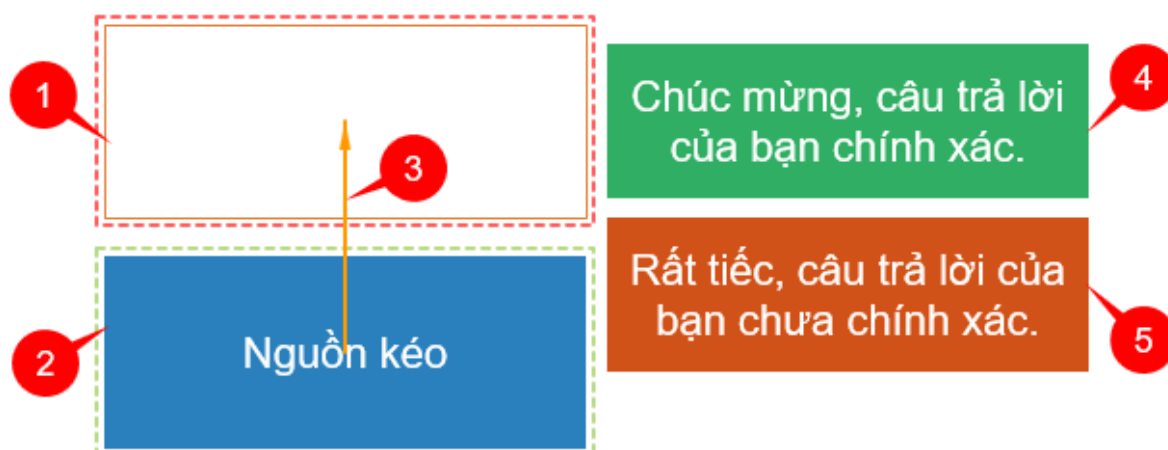 1
2
Nguồn kéo
3
Chúc mừng, câu trả lời
của bạn chính xác.
4
Rất tiếc, câu trả lời của
bạn chưa chính xác.
5